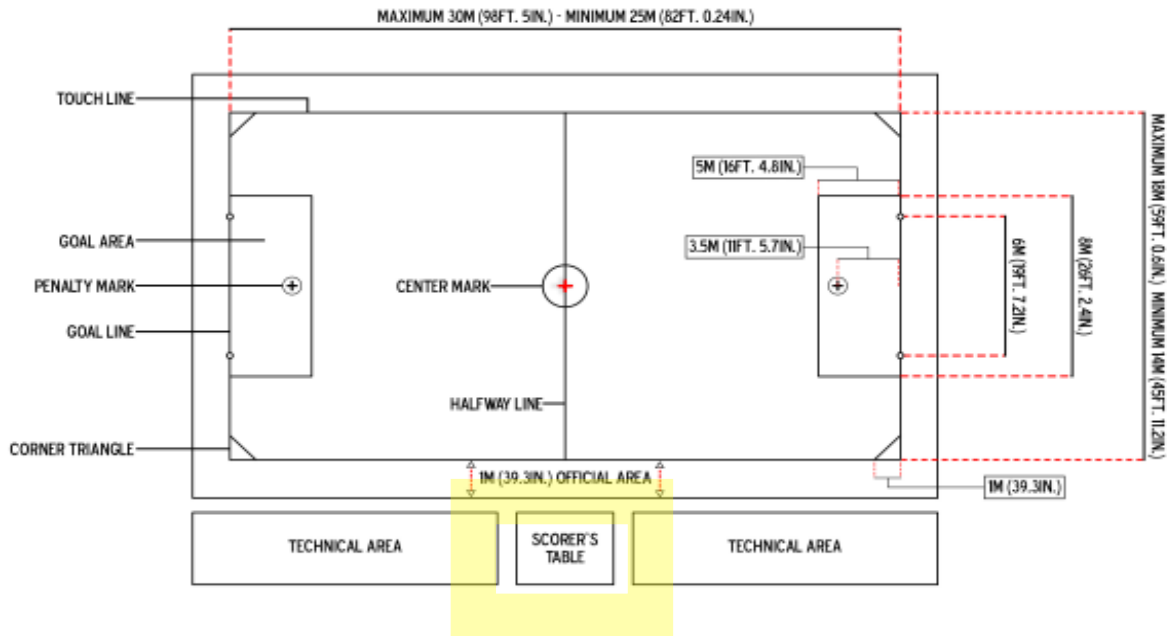 MAXIMUM 30M (98FT. 5IN.) - MINIMUM 25M (82FT. 0.24IN.)
TOUCH LINE
5M (16FT. 4.8IN.)
MAXIMUM 18M (59FT. 0.6IN.) MINIMUM 14M (45FT. 11.2IN.)
GOAL AREA
3.5M (11FT. 5.7IN.)
6M (19FT. 7.2IN.)
8M (26FT. 2.4IN.)
PENALTY MARK
CENTER MARK
GOAL LINE
HALFWAY LINE
CORNER TRIANGLE
1M (39.3IN.) OFFICIAL AREA
1M (39.3IN.)
TECHNICAL AREA
SCORER'S
TABLE
TECHNICAL AREA